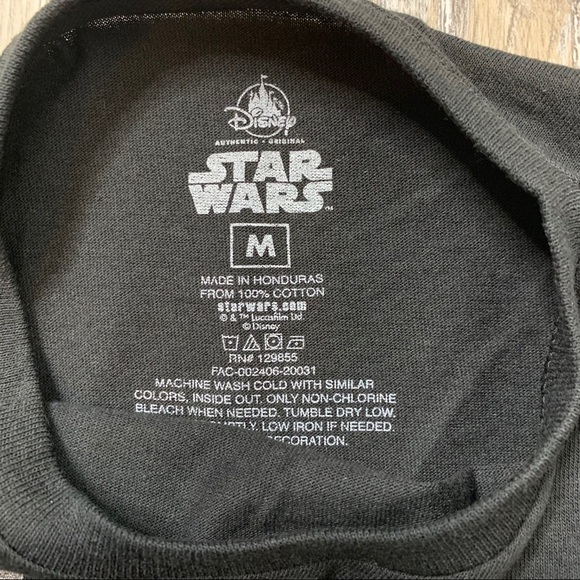 Disney
AUTHENTIC • ORIGINAL
STAR
WARS™
M
MADE IN HONDURAS
FROM 100% COTTON
starwars.com
© & ™ Lucasfilm Ltd.
© Disney
RN# 129855
FAC-002406-20031
MACHINE WASH COLD WITH SIMILAR
COLORS, INSIDE OUT. ONLY NON-CHLORINE
BLEACH WHEN NEEDED. TUMBLE DRY LOW.
LOW IRON IF NEEDED.